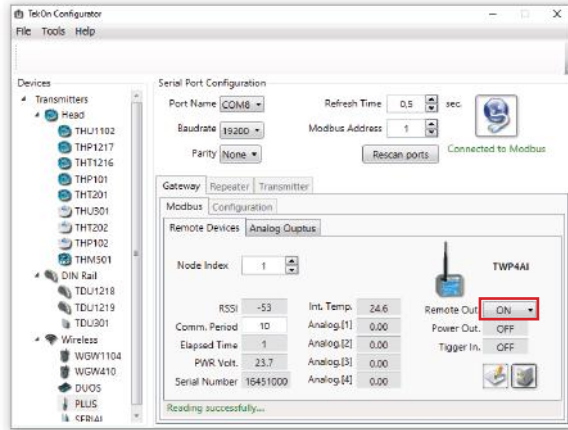 TekOn Configurator
File Tools Help
Devices
Transmitters
Head
THU1102
THP1217
THT1216
THP101
THT201
THU301
THT202
THP102
THM501
DIN Rail
TDU1218
TDU1219
TDU301
Wireless
WGW1104
WGW410
DUOS
PLUS
SERIAL
Serial Port Configuration
Port Name COM8 Refresh Time 0,5 sec.
Baudrate 19200 Modbus Address 1
Parity None Rescan ports Connected to Modbus
Gateway Repeater Transmitter
Modbus Configuration
Remote Devices Analog Ouptus
Node Index 1 TWP4AI
RSSI -53 Int. Temp. 24.6 Remote Out. ON
Comm. Period 10 Analog.[1] 0.00 Power Out. OFF
Elapsed Time 1 Analog.[2] 0.00 Tigger In. OFF
PWR Volt. 23.7 Analog.[3] 0.00
Serial Number 16451000 Analog.[4] 0.00
Reading successfully...